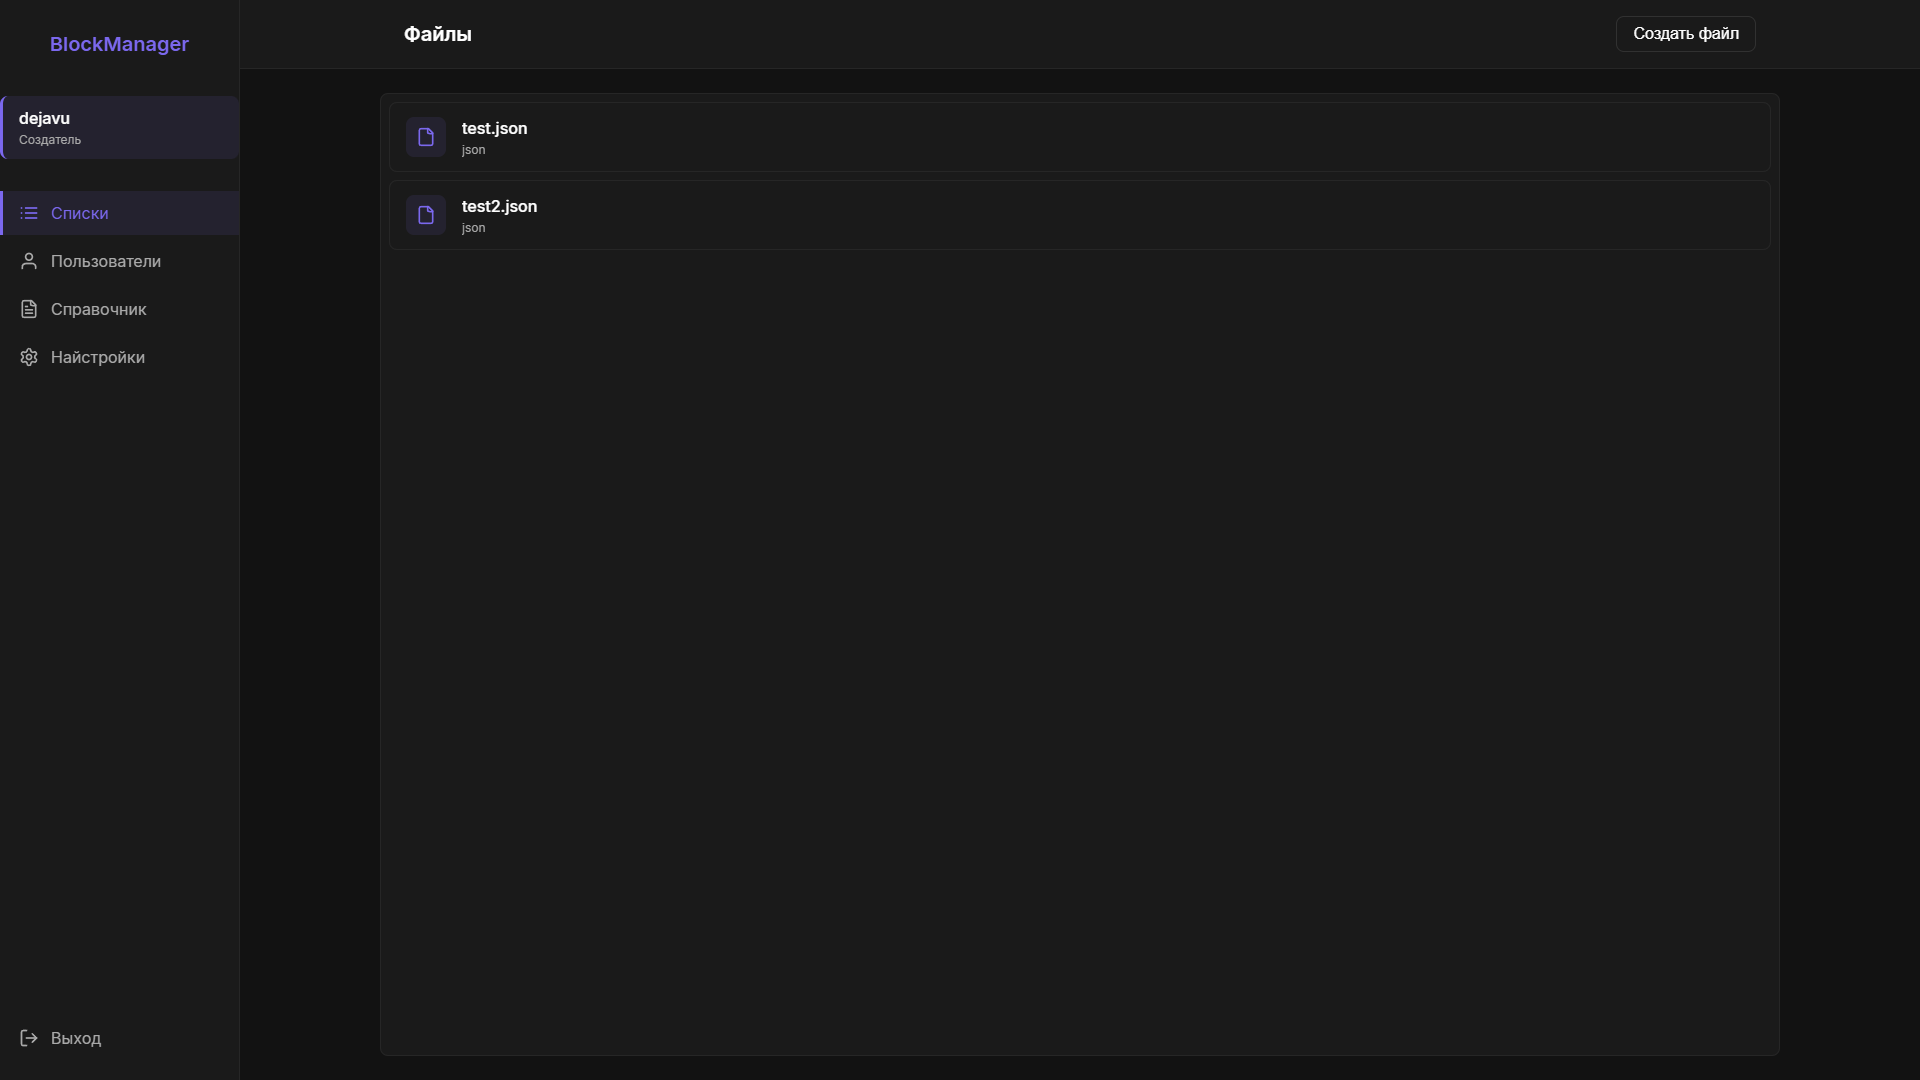 BlockManager
dejavu
Создатель
Списки
Пользователи
Справочник
Найстройки
Выход
Файлы
Создать файл
test.json
json
test2.json
json